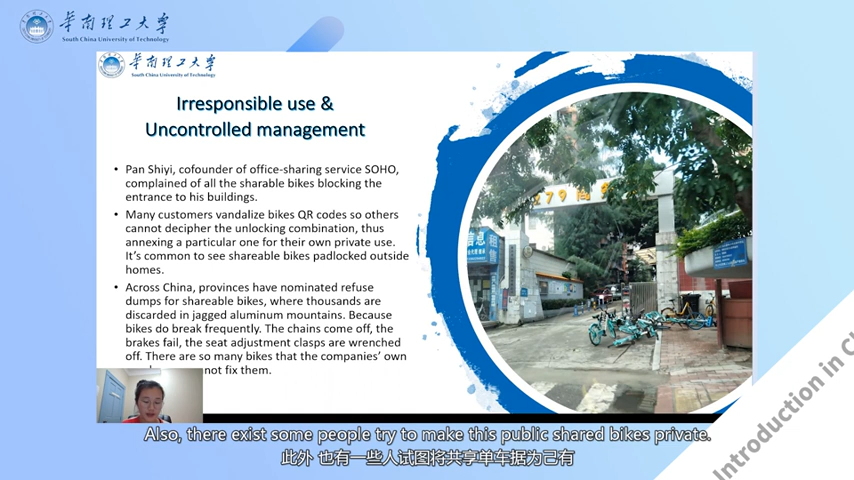 华南理工大学
South China University of Technology
华南理工大学
South China University of Technology
Irresponsible use &
Uncontrolled management
• Pan Shiyi, cofounder of office-sharing service SOHO,
complained of all the sharable bikes blocking the
entrance to his buildings.
• Many customers vandalize bikes QR codes so others
cannot decipher the unlocking combination, thus
annexing a particular one for their own private use.
It's common to see shareable bikes padlocked outside
homes.
• Across China, provinces have nominated refuse
dumps for shareable bikes, where thousands are
discarded in jagged aluminum mountains. Because
bikes do break frequently. The chains come off, the
brakes fail, the seat adjustment clasps are wrenched
off. There are so many bikes that the companies' own
not fix them.
279
信息
Introduction in C
Also, there exist some people try to make this public shared bikes private.
此外 也有一些人试图将共享单车据为己有